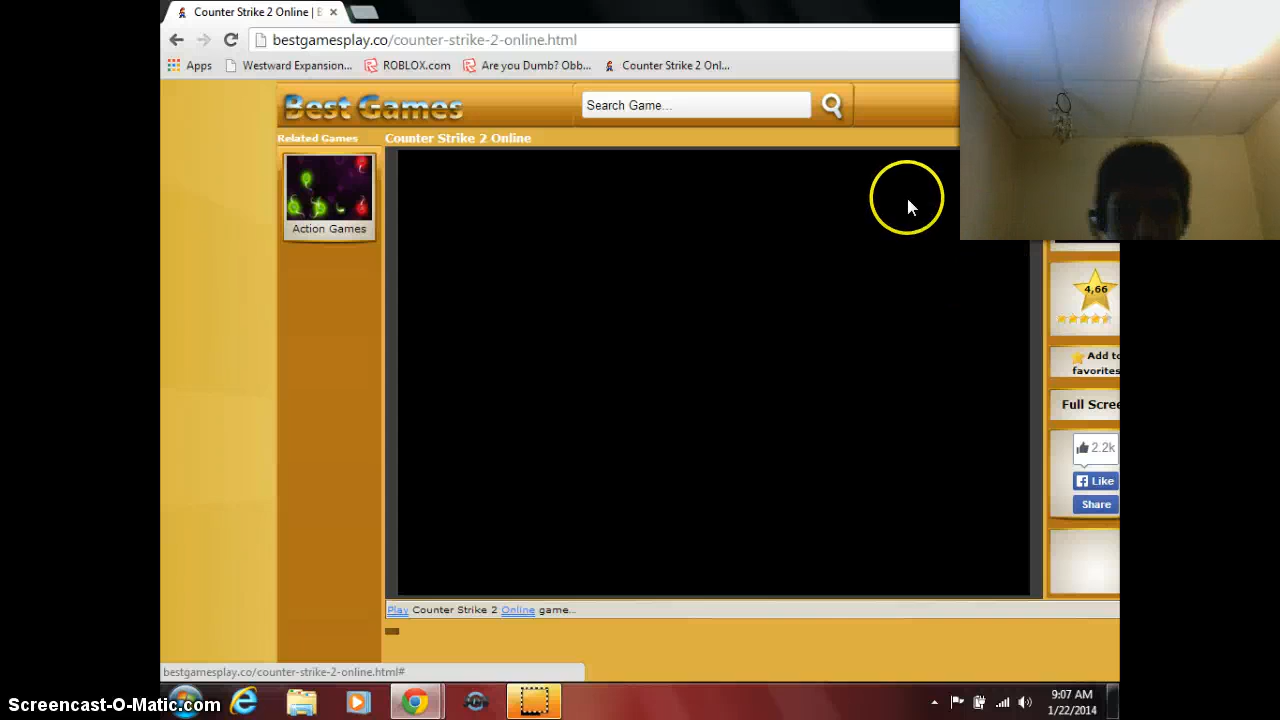 Counter Strike 2 Online | B
bestgamesplay.co/counter-strike-2-online.html
Apps Westward Expansion... ROBLOX.com Are you Dumb? Obb... Counter Strike 2 Onl...
Best Games Search Game...
Related Games Counter Strike 2 Online
Action Games
4,66
Add to
favorites
Full Scree
2.2k
Like
Share
Play Counter Strike 2 Online game..
bestgamesplay.co/counter-strike-2-online.html#
9:07 AM
1/22/2014
Screencast-O-Matic.com